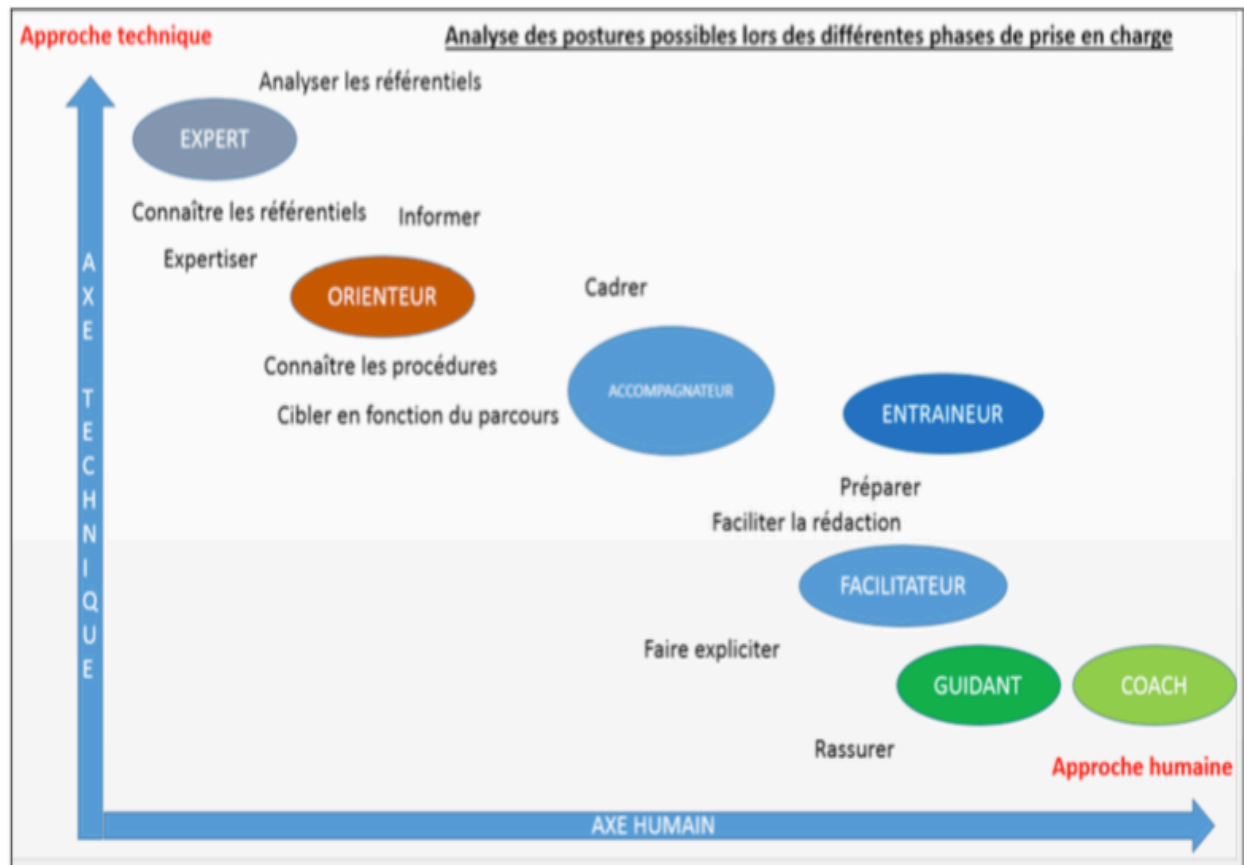 Approche technique
Analyse des postures possibles lors des différentes phases de prise en charge
Analyser les référentiels
EXPERT
Connaître les référentiels
Informer
Expertiser
ORIENTEUR
Cadrer
Connaître les procédures
ACCOMPAGNATEUR
Cibler en fonction du parcours
ENTRAINEUR
Préparer
Faciliter la rédaction
FACILITATEUR
Faire expliciter
GUIDANT
COACH
Rassurer
Approche humaine
AXE TECHNIQUE
AXE HUMAIN